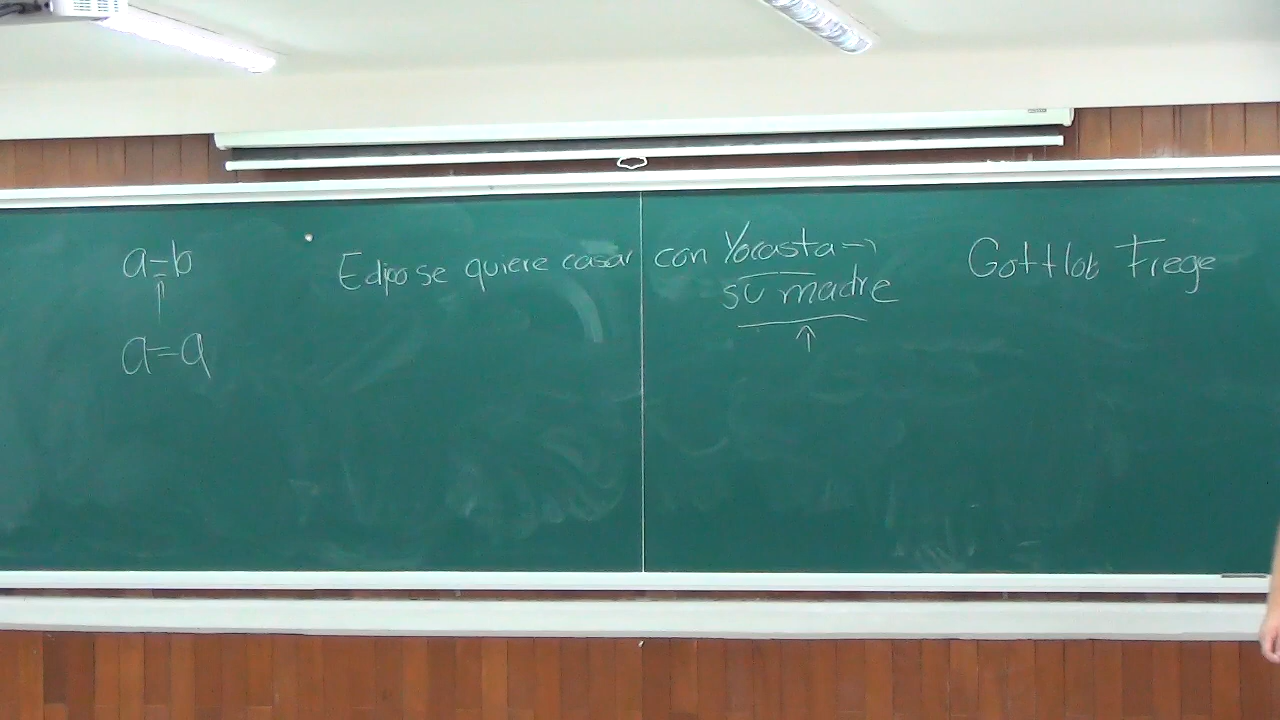 a=b
a=a
Edipo se quiere casar con Yocasta →
su madre
↑
Gottlob Frege